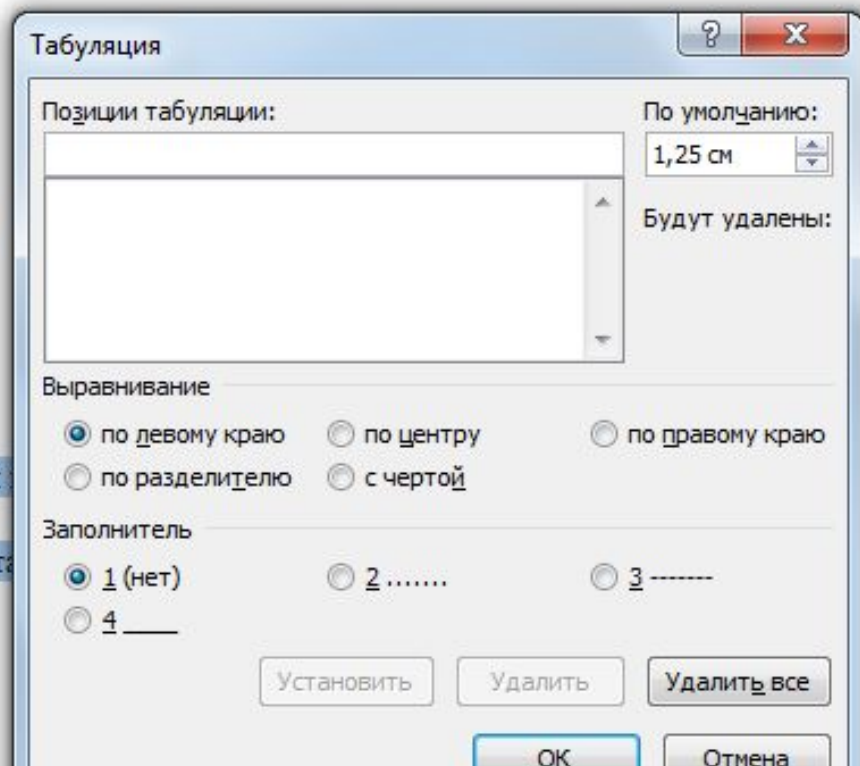 Табуляция
Позиции табуляции: По умолчанию:
1,25 см
Будут удалены:
Выравнивание
по левому краю по центру по правому краю
по разделителю с чертой
Заполнитель
1 (нет) 2 ....... 3 -------
4 ____
Установить Удалить Удалить все
ОК Отмена